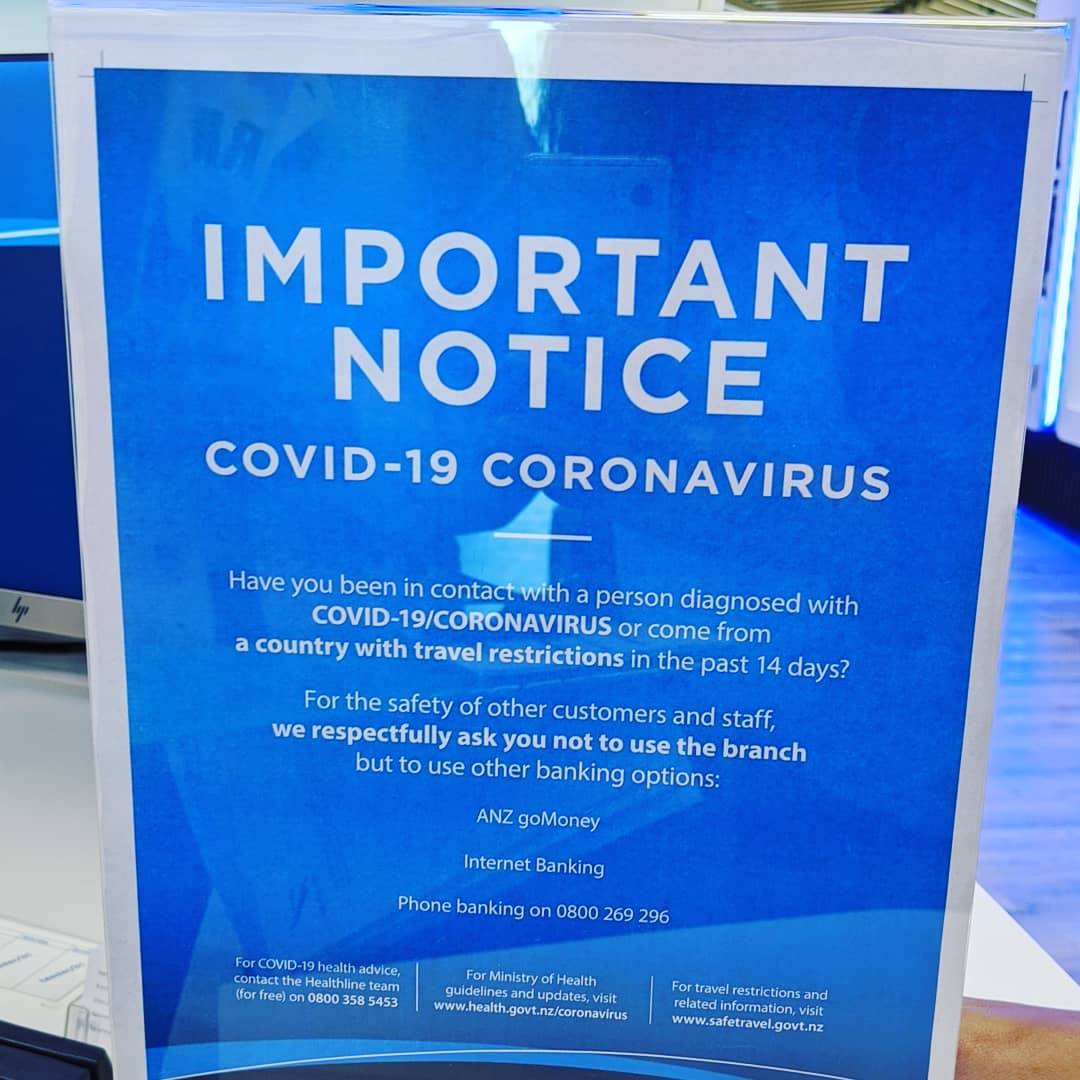 IMPORTANT
NOTICE
COVID-19 CORONAVIRUS
Have you been in contact with a person diagnosed with
COVID-19/CORONAVIRUS or come from
a country with travel restrictions in the past 14 days?
For the safety of other customers and staff,
we respectfully ask you not to use the branch
but to use other banking options:
ANZ goMoney
Internet Banking
Phone banking on 0800 269 296
For COVID-19 health advice,
contact the Healthline team
(for free) on 0800 358 5453
For Ministry of Health
guidelines and updates, visit
www.health.govt.nz/coronavirus
For travel restrictions and
related information, visit
www.safetravel.govt.nz
hp